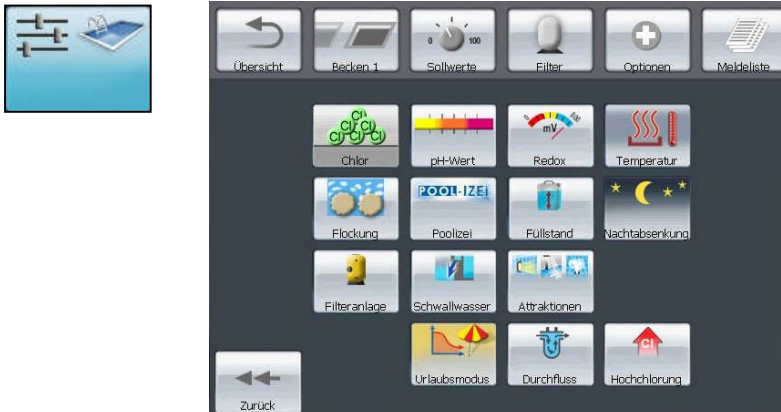 0 100
Übersicht Becken 1 Sollwerte Filter Optionen Meldeliste
Cl Cl Cl Cl Cl Cl
mV
Chlor pH-Wert Redox Temperatur
POOL-IZEI
Flockung Poolizei Füllstand Nachtabsenkung
Filteranlage Schwallwasser Attraktionen
Cl
Urlaubsmodus Durchfluss Hochchlorung
Zurück